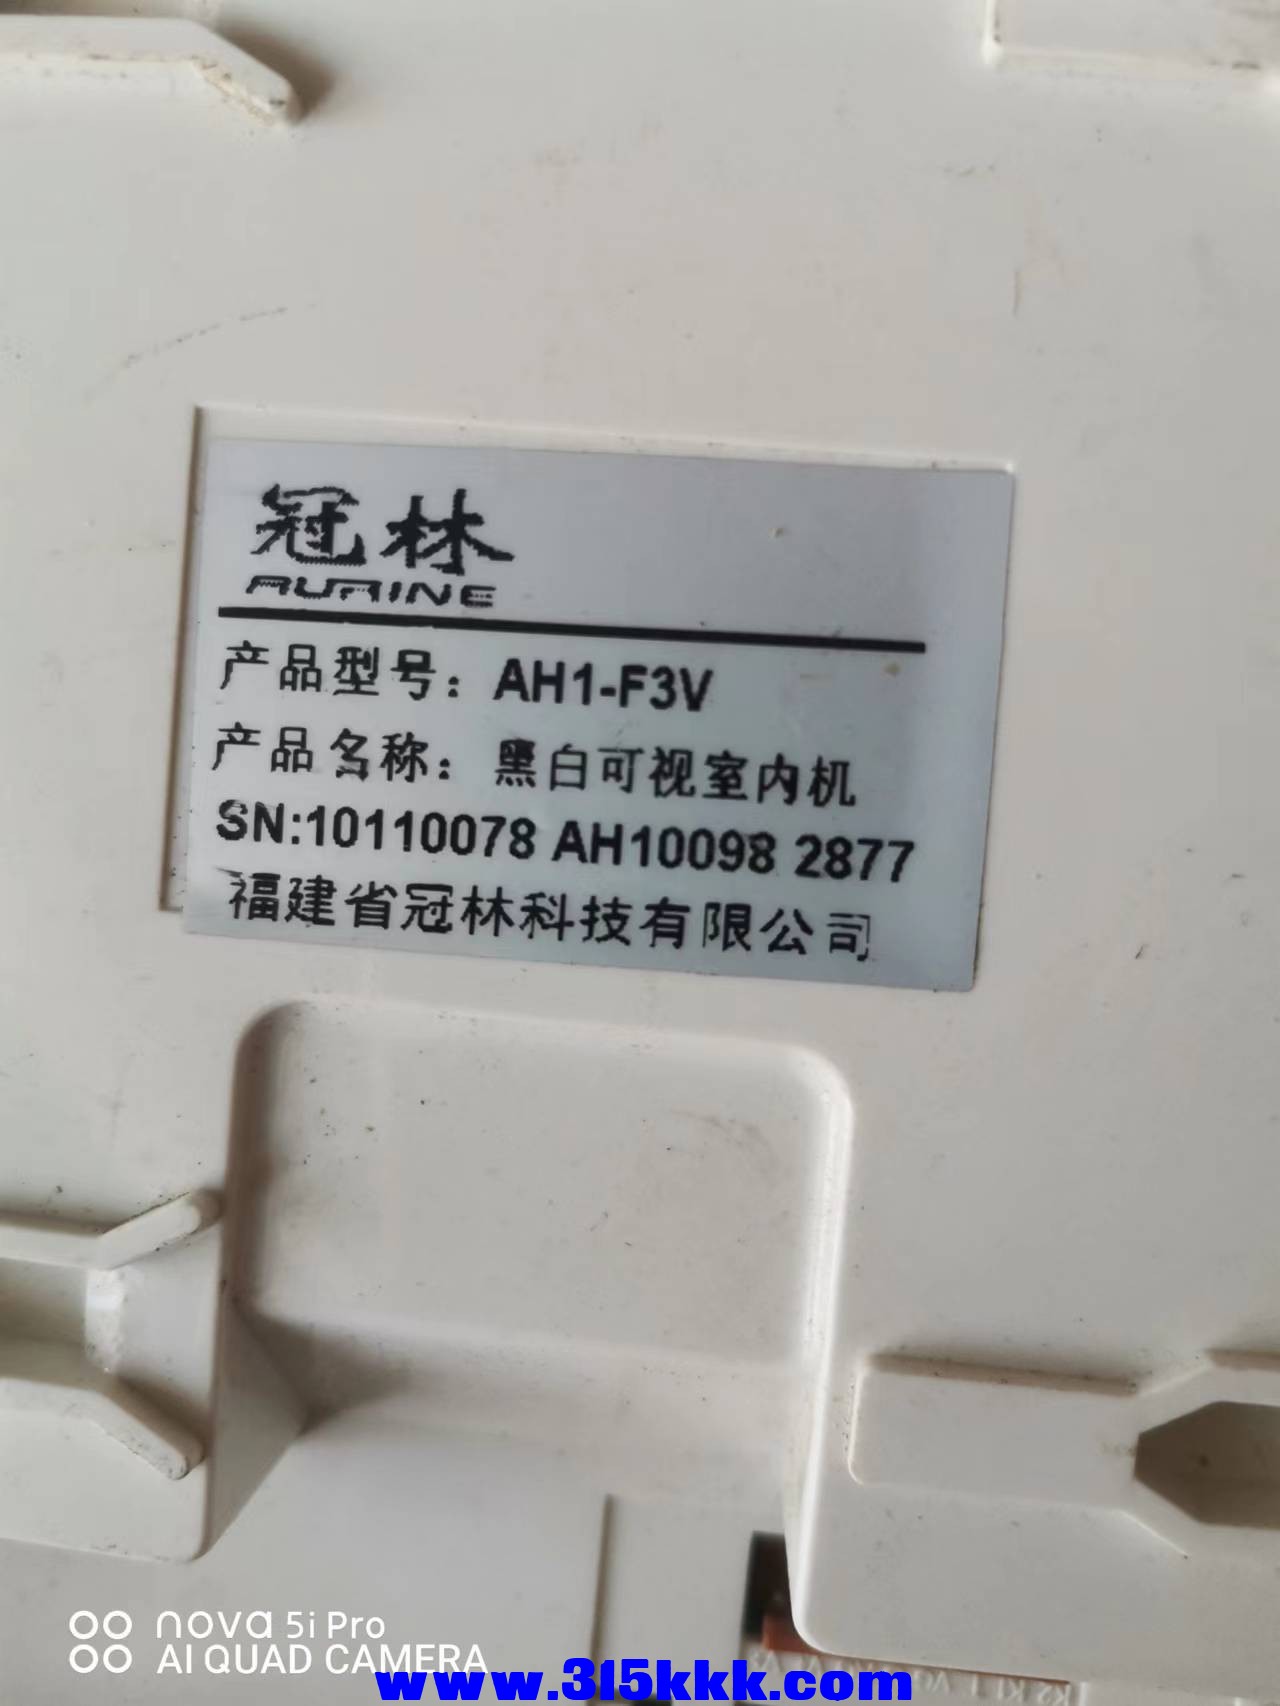 冠林
AURINE
产品型号：AH1-F3V
产品名称：黑白可视室内机
SN:10110078 AH10098 2877
福建省冠林科技有限公司
nova 5i Pro
AI QUAD CAMERA
www.315kkk.com